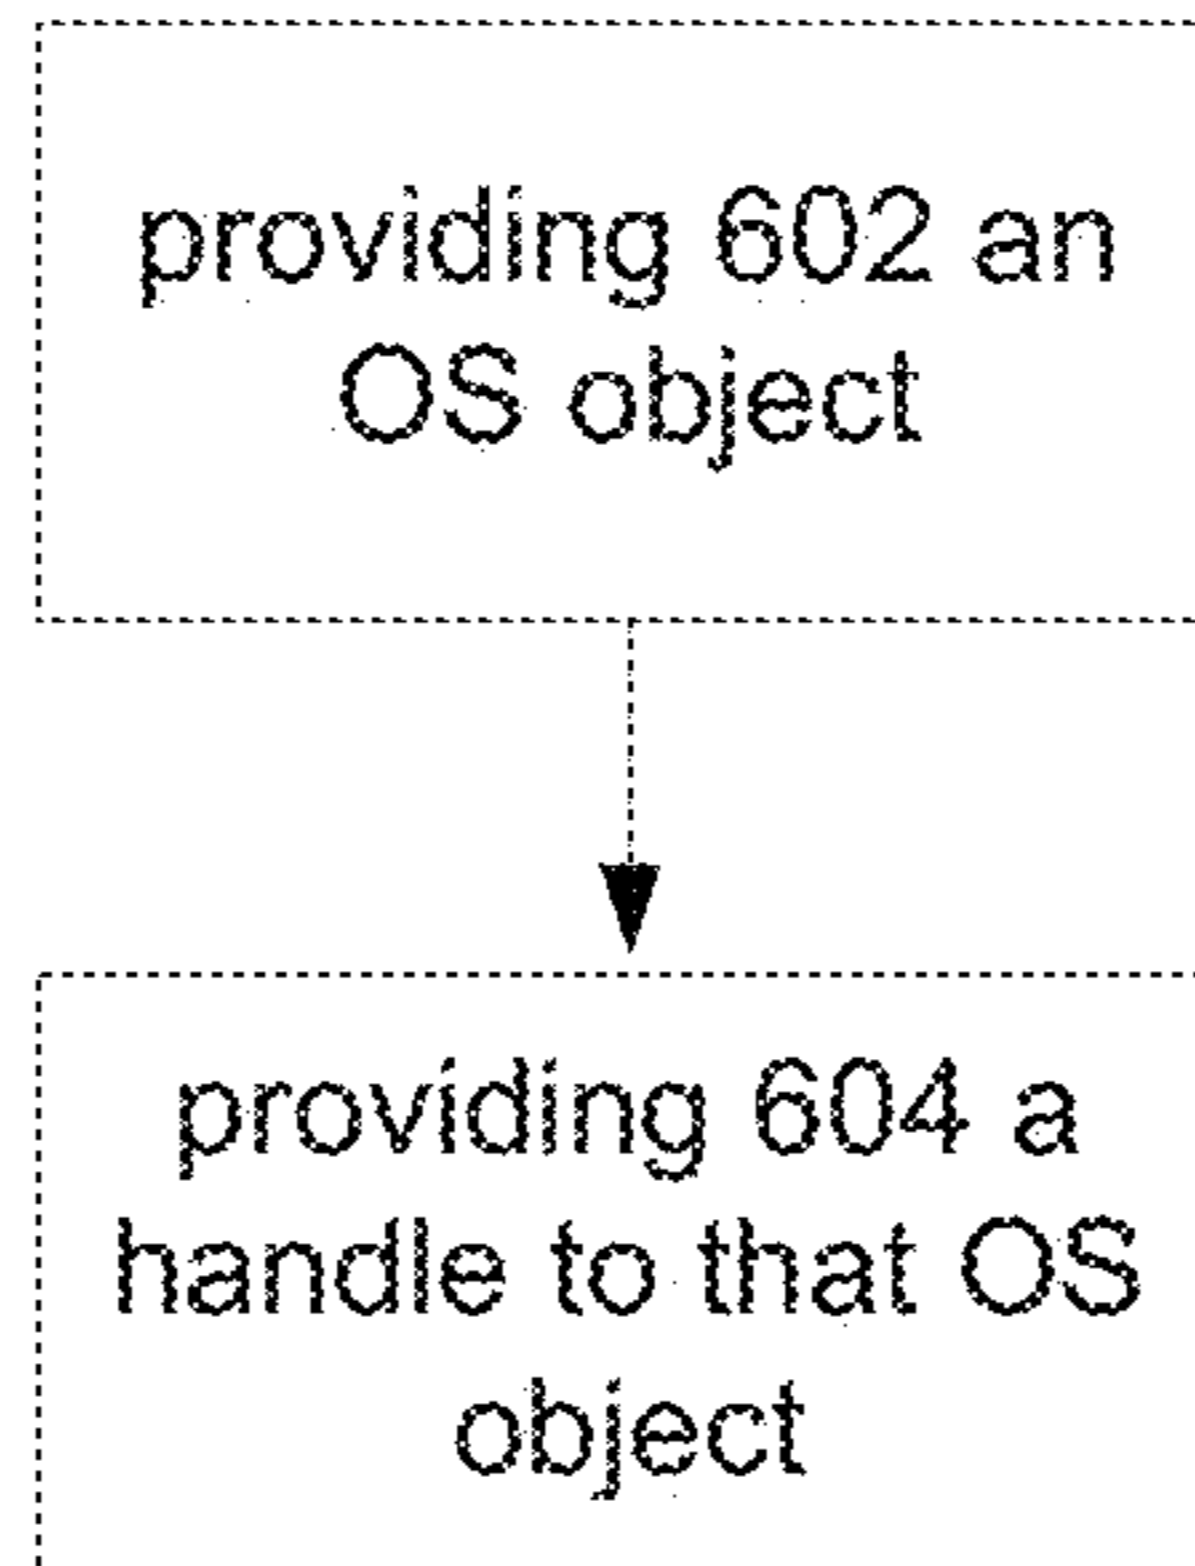 providing 602 an
OS object
providing 604 a
handle to that OS
object